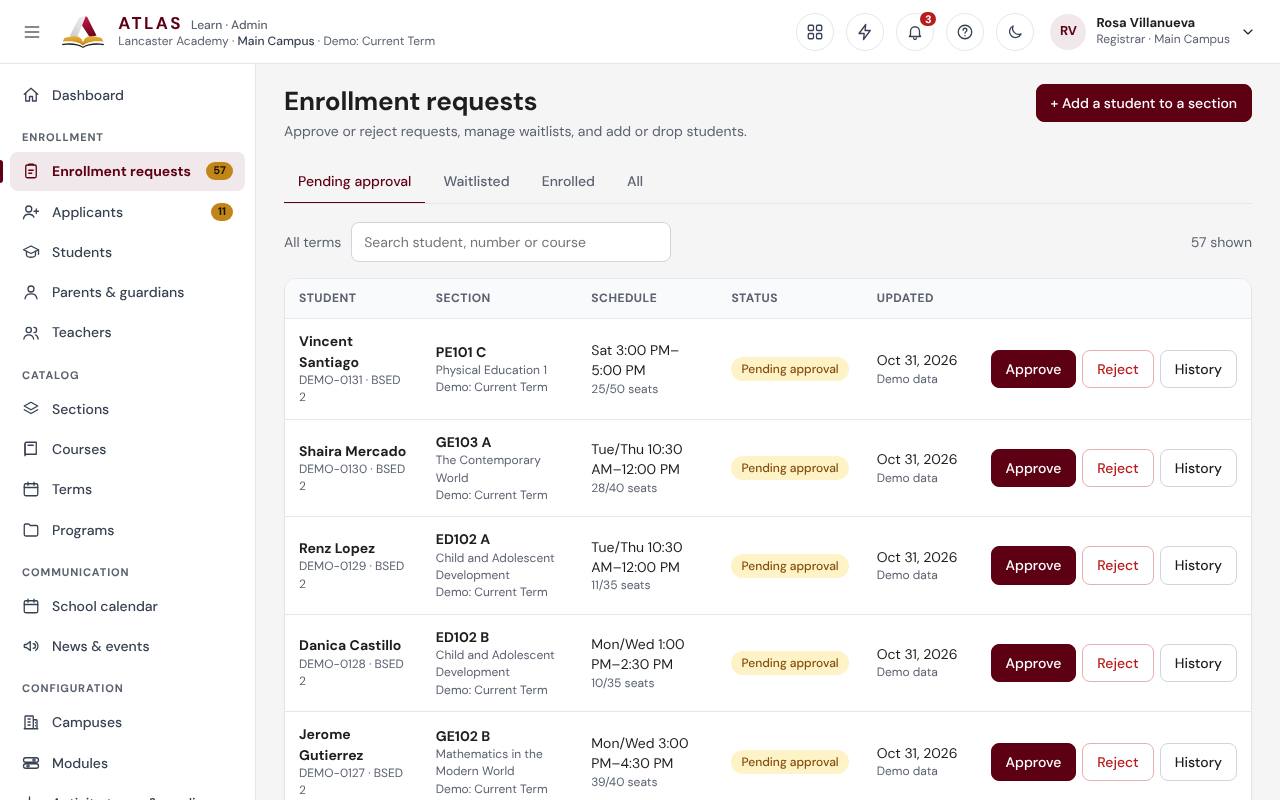 ATLAS Learn · Admin
Lancaster Academy · Main Campus · Demo: Current Term
3
RV
Rosa Villanueva
Registrar · Main Campus
Dashboard
ENROLLMENT
Enrollment requests 57
Applicants 11
Students
Parents & guardians
Teachers
CATALOG
Sections
Courses
Terms
Programs
COMMUNICATION
School calendar
News & events
CONFIGURATION
Campuses
Modules
Enrollment requests
Approve or reject requests, manage waitlists, and add or drop students.
+ Add a student to a section
Pending approval Waitlisted Enrolled All
All terms Search student, number or course 57 shown
STUDENT SECTION SCHEDULE STATUS UPDATED
Vincent
Santiago
DEMO-0131 · BSED
2
PE101 C
Physical Education 1
Demo: Current Term
Sat 3:00 PM–
5:00 PM
25/50 seats
Pending approval
Oct 31, 2026
Demo data
Approve Reject History
Shaira Mercado
DEMO-0130 · BSED
2
GE103 A
The Contemporary
World
Demo: Current Term
Tue/Thu 10:30
AM–12:00 PM
28/40 seats
Pending approval
Oct 31, 2026
Demo data
Approve Reject History
Renz Lopez
DEMO-0129 · BSED
2
ED102 A
Child and Adolescent
Development
Demo: Current Term
Tue/Thu 10:30
AM–12:00 PM
11/35 seats
Pending approval
Oct 31, 2026
Demo data
Approve Reject History
Danica Castillo
DEMO-0128 · BSED
2
ED102 B
Child and Adolescent
Development
Demo: Current Term
Mon/Wed 1:00
PM–2:30 PM
10/35 seats
Pending approval
Oct 31, 2026
Demo data
Approve Reject History
Jerome
Gutierrez
DEMO-0127 · BSED
2
GE102 B
Mathematics in the
Modern World
Demo: Current Term
Mon/Wed 3:00
PM–4:30 PM
39/40 seats
Pending approval
Oct 31, 2026
Demo data
Approve Reject History